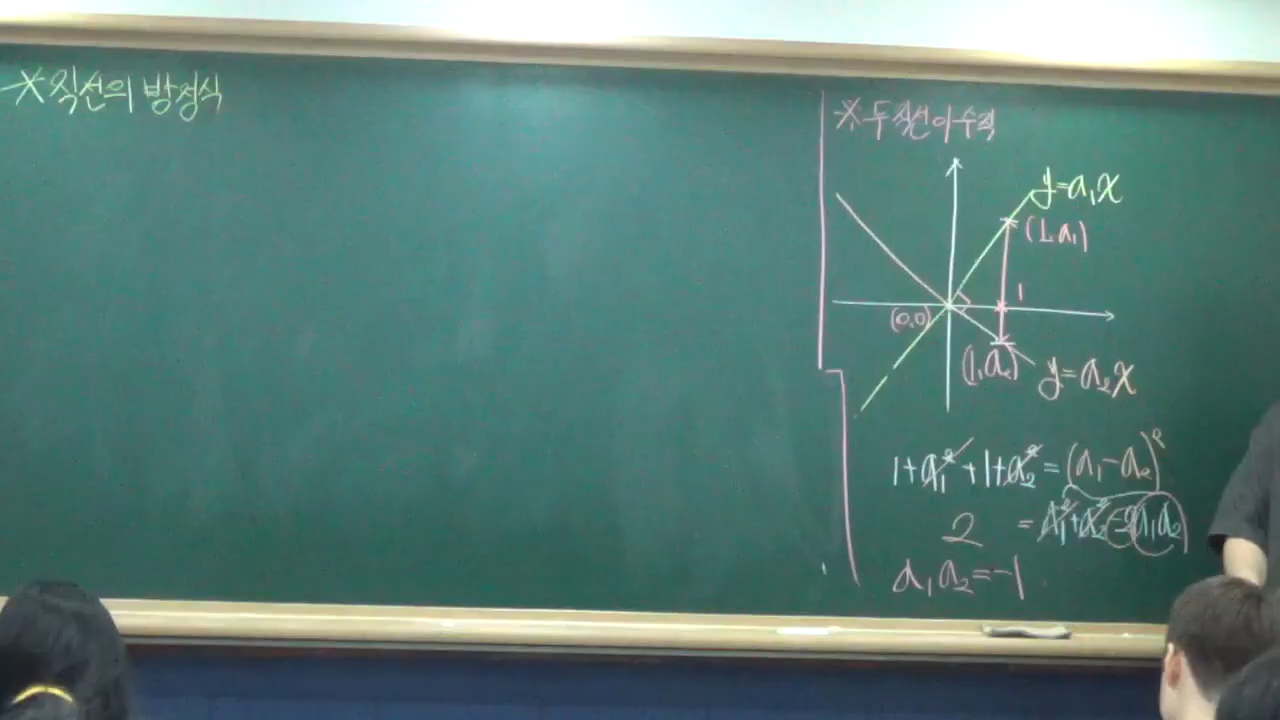 *직선의 방정식
*두 직선이 수직
y=a₁x
(1,a₁)
1
(0,0)
(1,a₂)
y=a₂x
1+a₁²+1+a₂²=(a₁-a₂)²
2 =a₁²+a₂²-2a₁a₂
a₁a₂=-1